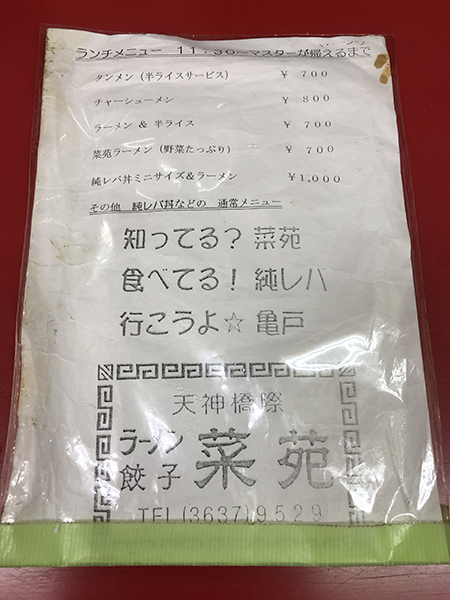 ランチメニュー 11:30〜マスターが帰えるまで
タンメン (半ライスサービス) ¥ 700
チャーシューメン ¥ 800
ラーメン & 半ライス ¥ 700
菜苑ラーメン (野菜たっぷり) ¥ 700
純レバ丼ミニサイズ&ラーメン ¥1,000
その他 純レバ丼などの 通常メニュー
知ってる? 菜苑
食べてる! 純レバ
行こうよ☆ 亀戸
天神橋際
ラーメン
餃子 菜苑
TEL(3637)9529